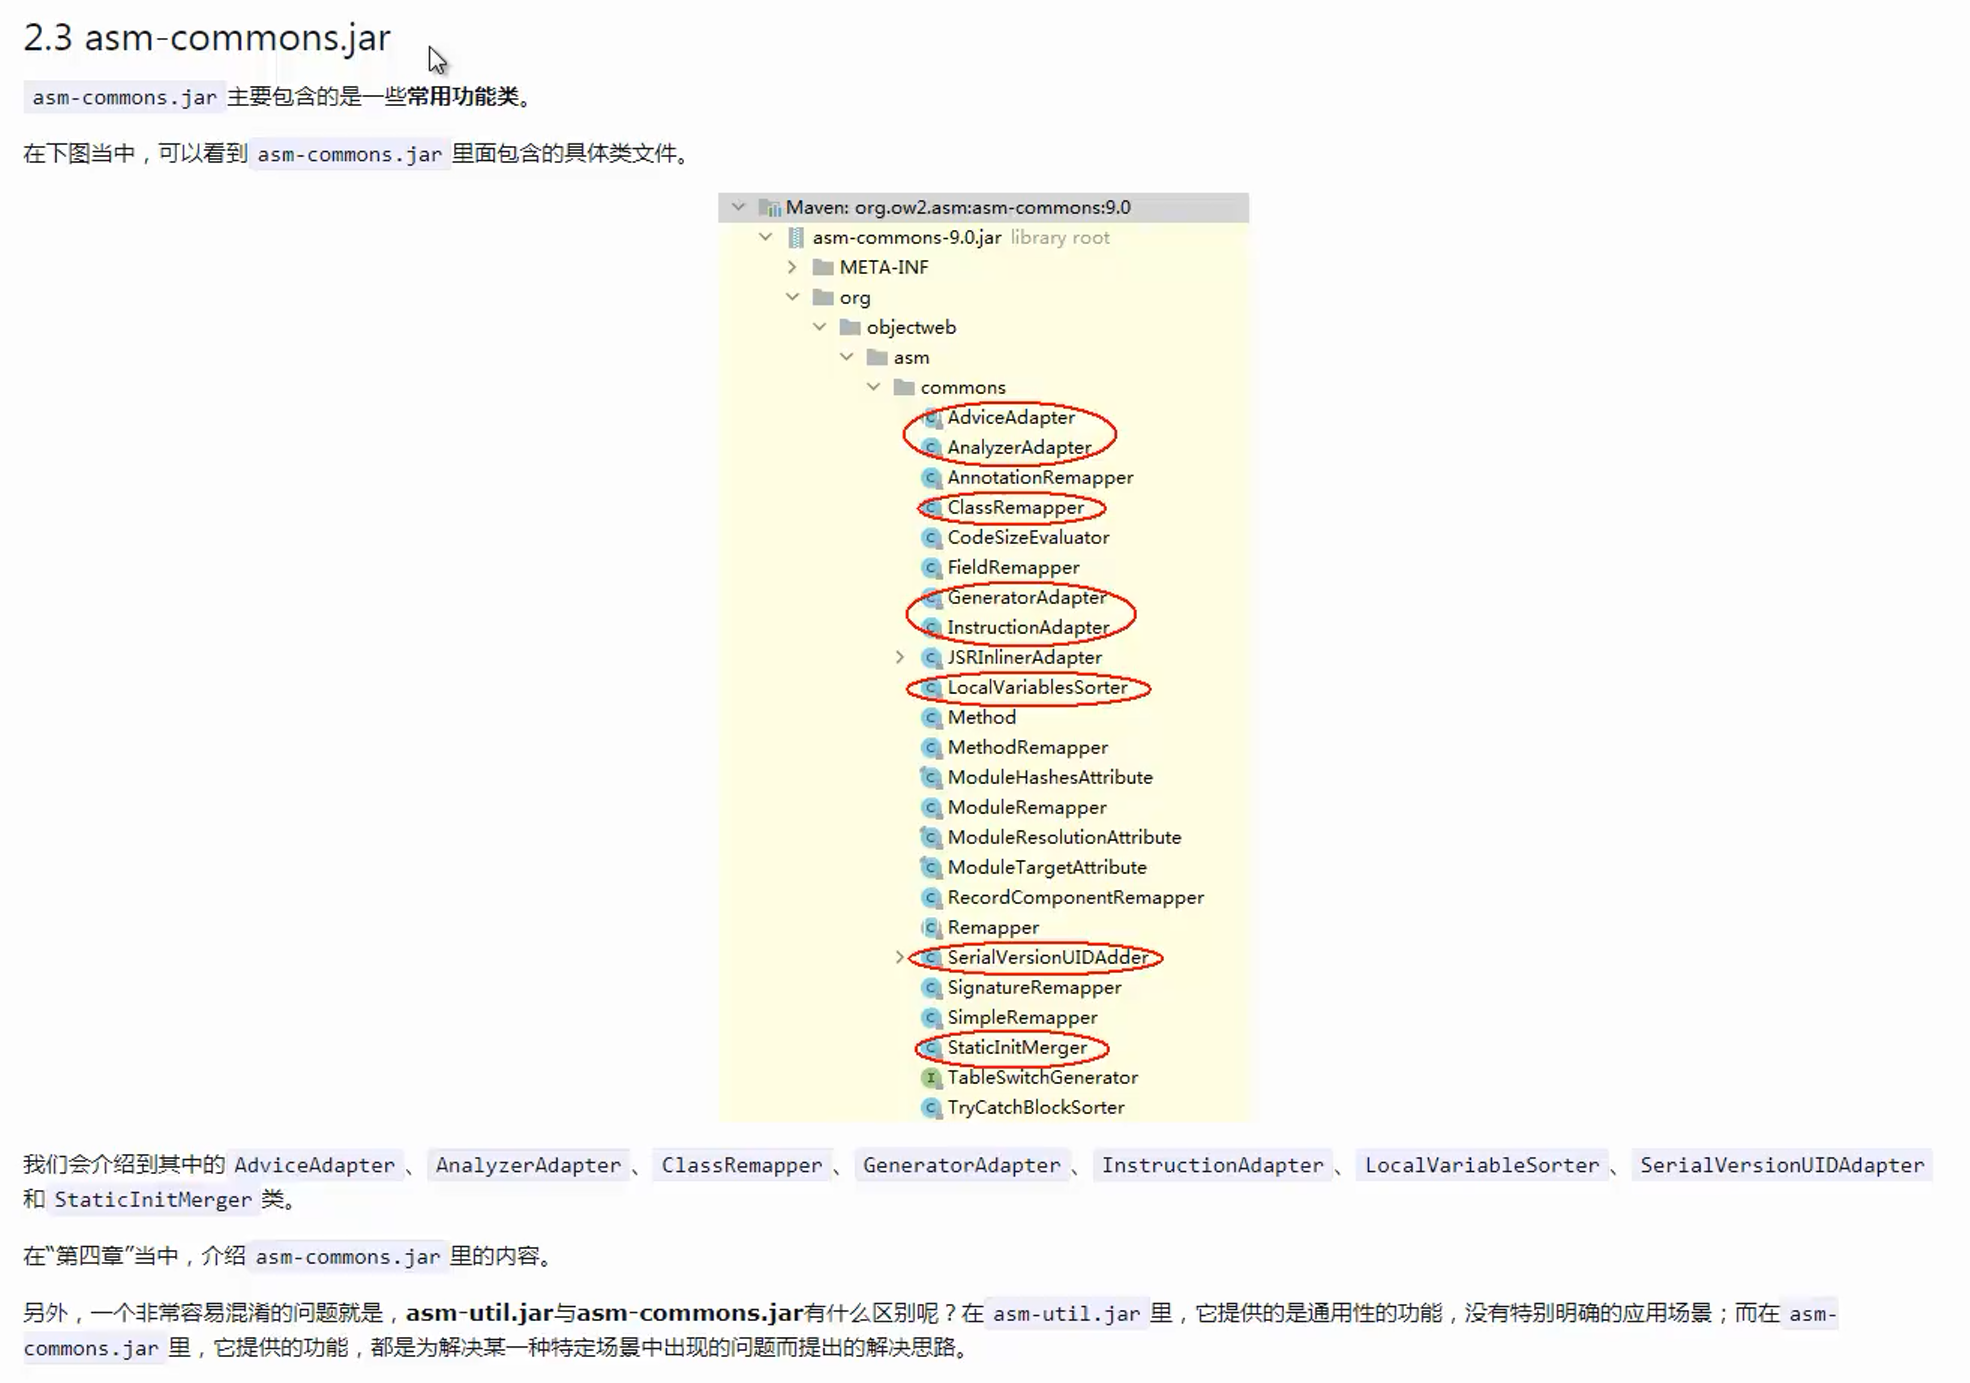 2.3 asm-commons.jar
asm-commons.jar 主要包含的是一些常用功能类。
在下图当中，可以看到 asm-commons.jar 里面包含的具体类文件。
Maven: org.ow2.asm:asm-commons:9.0
asm-commons-9.0.jar library root
META-INF
org
objectweb
asm
commons
AdviceAdapter
AnalyzerAdapter
AnnotationRemapper
ClassRemapper
CodeSizeEvaluator
FieldRemapper
GeneratorAdapter
InstructionAdapter
JSRInlinerAdapter
LocalVariablesSorter
Method
MethodRemapper
ModuleHashesAttribute
ModuleRemapper
ModuleResolutionAttribute
ModuleTargetAttribute
RecordComponentRemapper
Remapper
SerialVersionUIDAdder
SignatureRemapper
SimpleRemapper
StaticInitMerger
TableSwitchGenerator
TryCatchBlockSorter
我们会介绍到其中的 AdviceAdapter 、 AnalyzerAdapter 、 ClassRemapper 、 GeneratorAdapter 、 InstructionAdapter 、 LocalVariableSorter 、 SerialVersionUIDAdapter
和 StaticInitMerger 类。
在“第四章”当中，介绍 asm-commons.jar 里的内容。
另外，一个非常容易混淆的问题就是，asm-util.jar与asm-commons.jar有什么区别呢？在 asm-util.jar 里，它提供的是通用性的功能，没有特别明确的应用场景；而在 asm-
commons.jar 里，它提供的功能，都是为解决某一种特定场景中出现的问题而提出的解决思路。